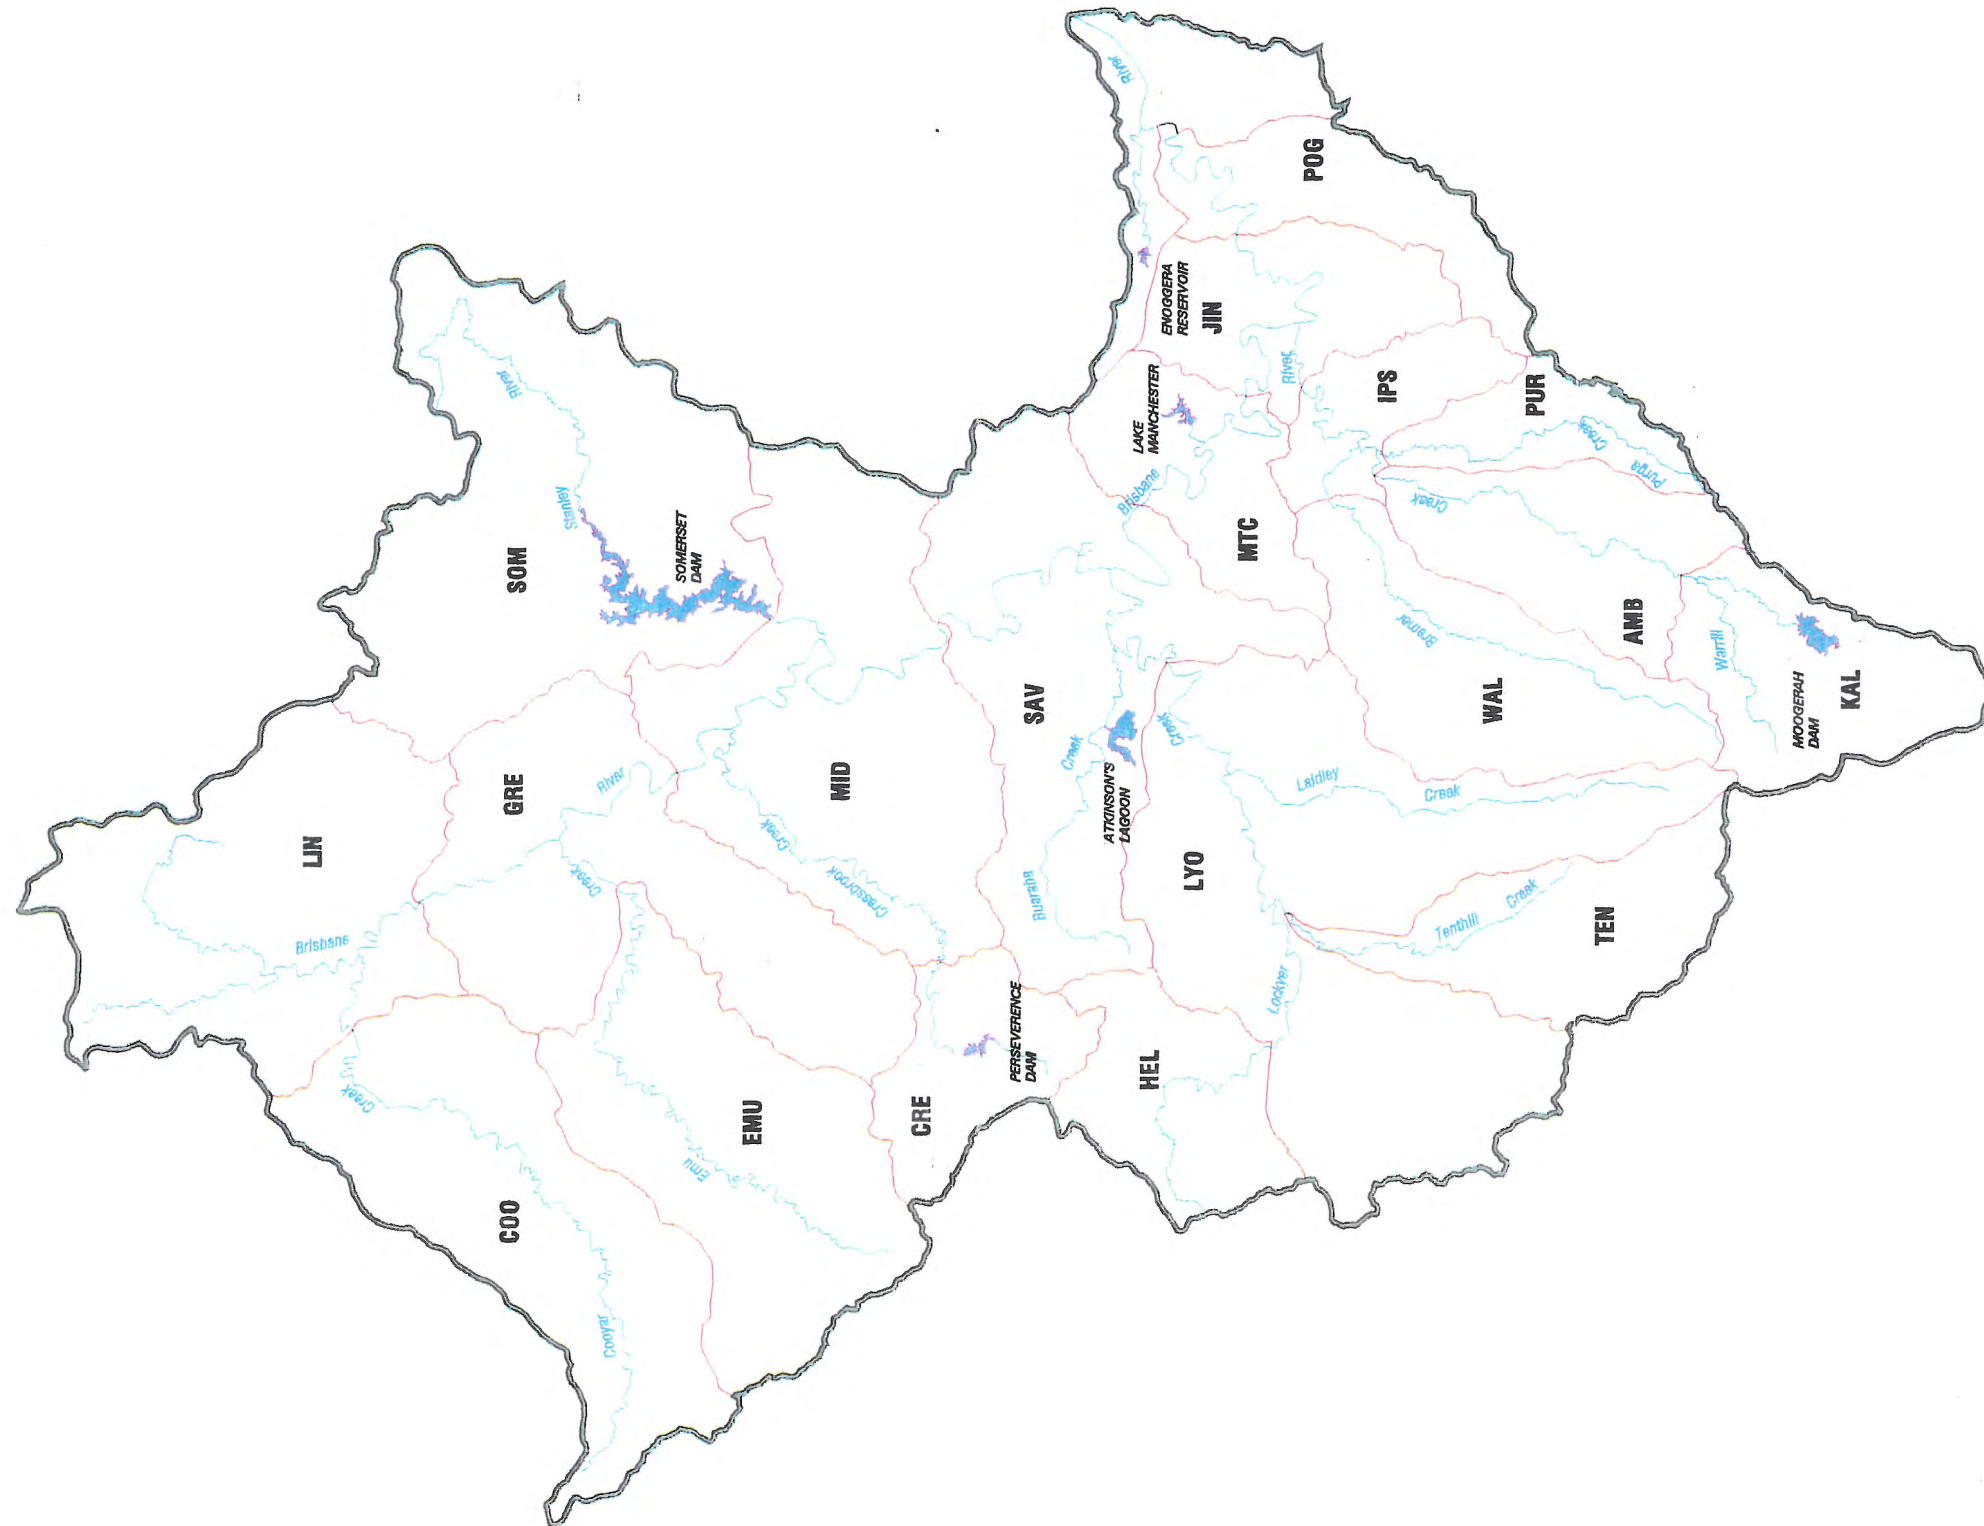 LIN
Brisbane
Creek
COO
Cooyar
GRE
River
Creek
EMU
Emu
SOM
River
Stanley
SOMERSET
DAM
MID
Creek
Cressbrook
CRE
PERSEVERENCE
DAM
SAV
Creek
Buaraba
ATKINSON'S
LAGOON
HEL
LYO
Creek
Lockyer
Laidley
Creek
Tenthill
Creek
TEN
River
ENOGGERA
RESERVOIR
JIN
POG
LAKE
MANCHESTER
Brisbane
River
MTC
IPS
PUR
Creek
Purga
Creek
Bremer
WAL
AMB
Warrill
MOOGERAH
DAM
KAL